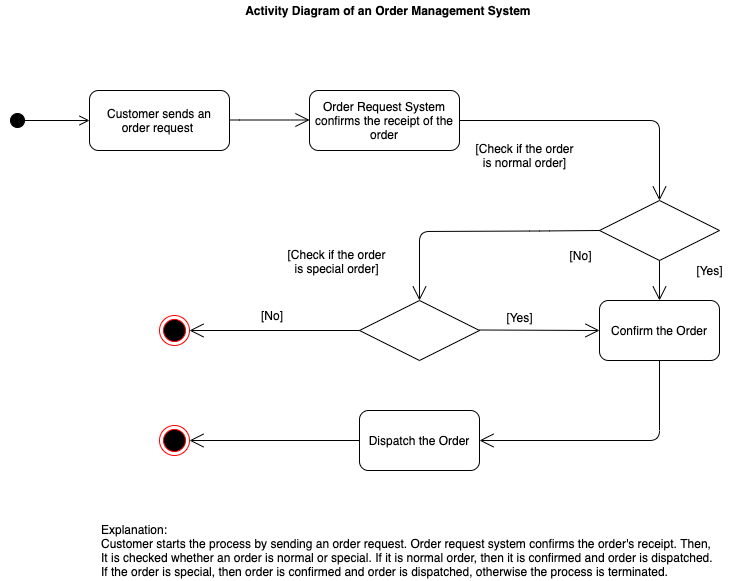 Activity Diagram of an Order Management System
Customer sends an
order request
Order Request System
confirms the receipt of the
order
[Check if the order
is normal order]
[Check if the order
is special order]
[No]
[Yes]
[No]
[Yes]
Confirm the Order
Dispatch the Order
Explanation:
Customer starts the process by sending an order request. Order request system confirms the order's receipt. Then,
It is checked whether an order is normal or special. If it is normal order, then it is confirmed and order is dispatched.
If the order is special, then order is confirmed and order is dispatched, otherwise the process is terminated.